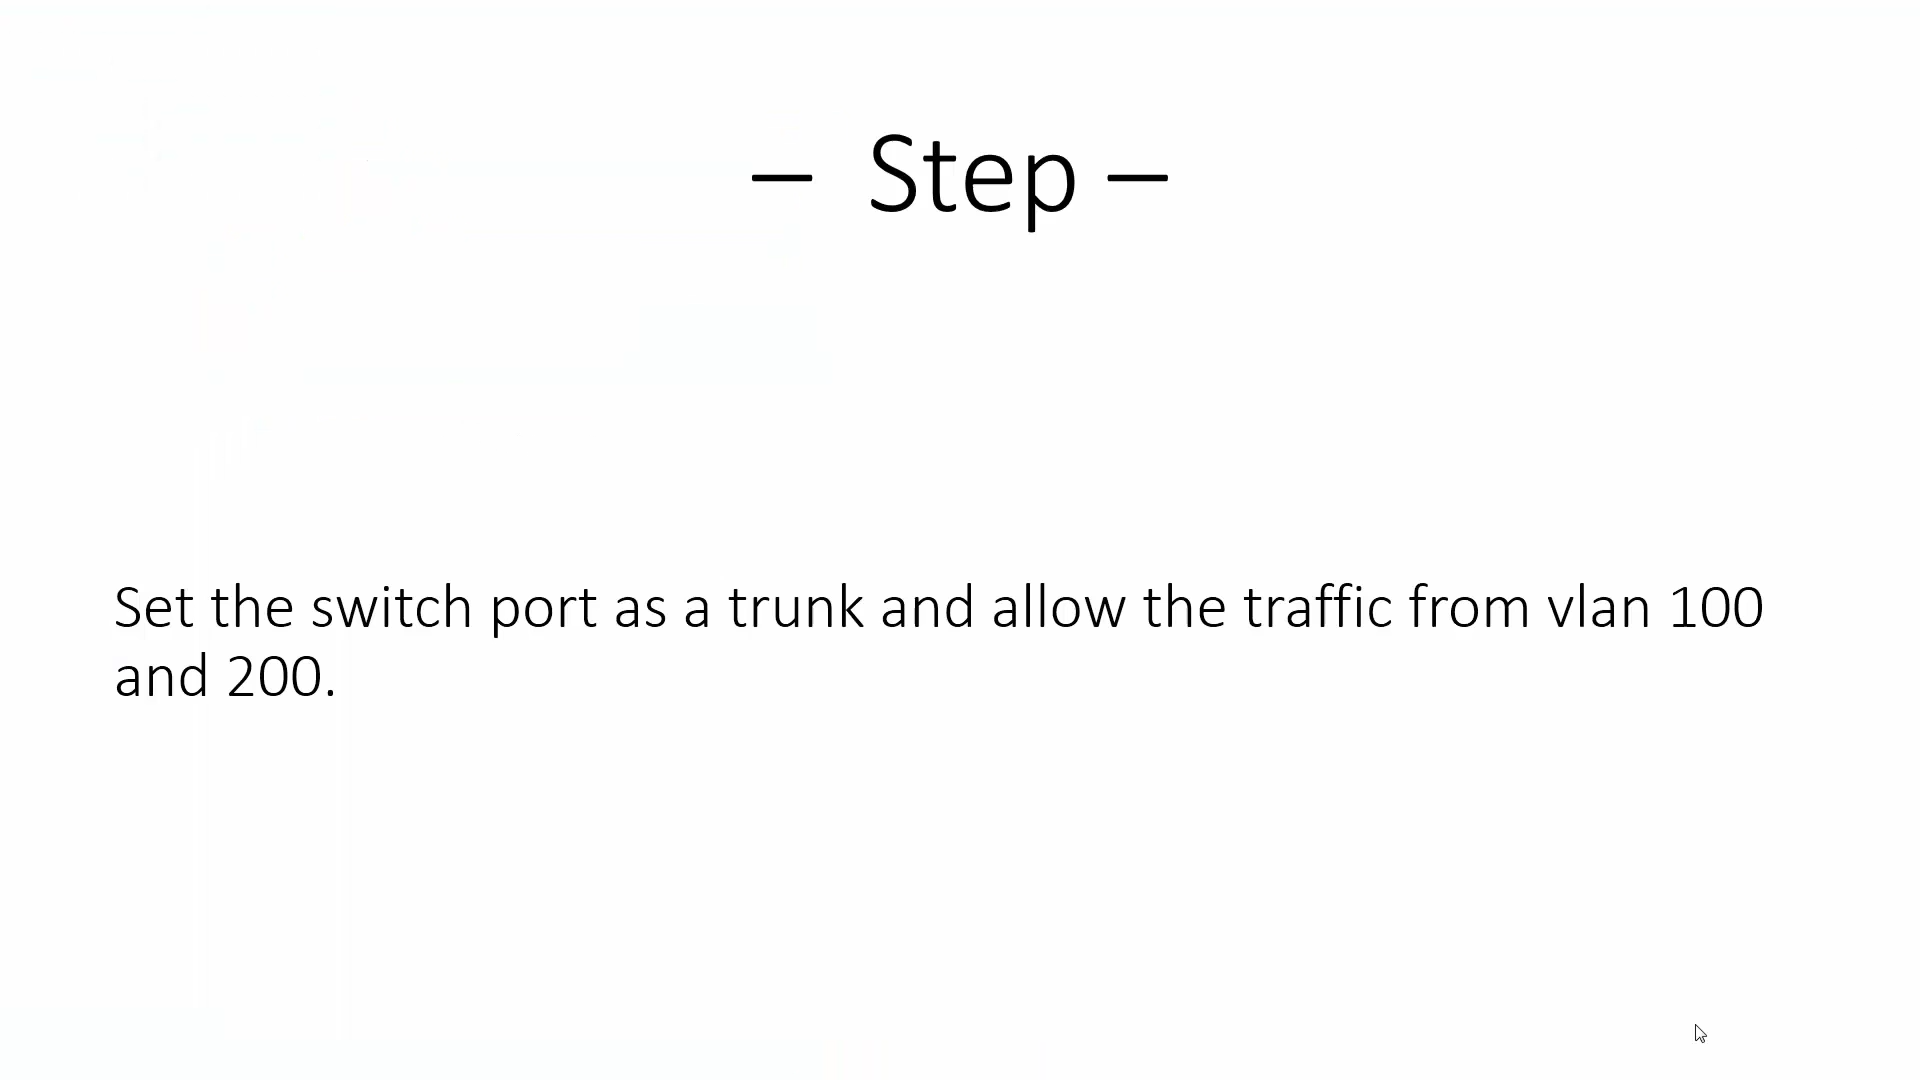 – Step –
Set the switch port as a trunk and allow the traffic from vlan 100
and 200.